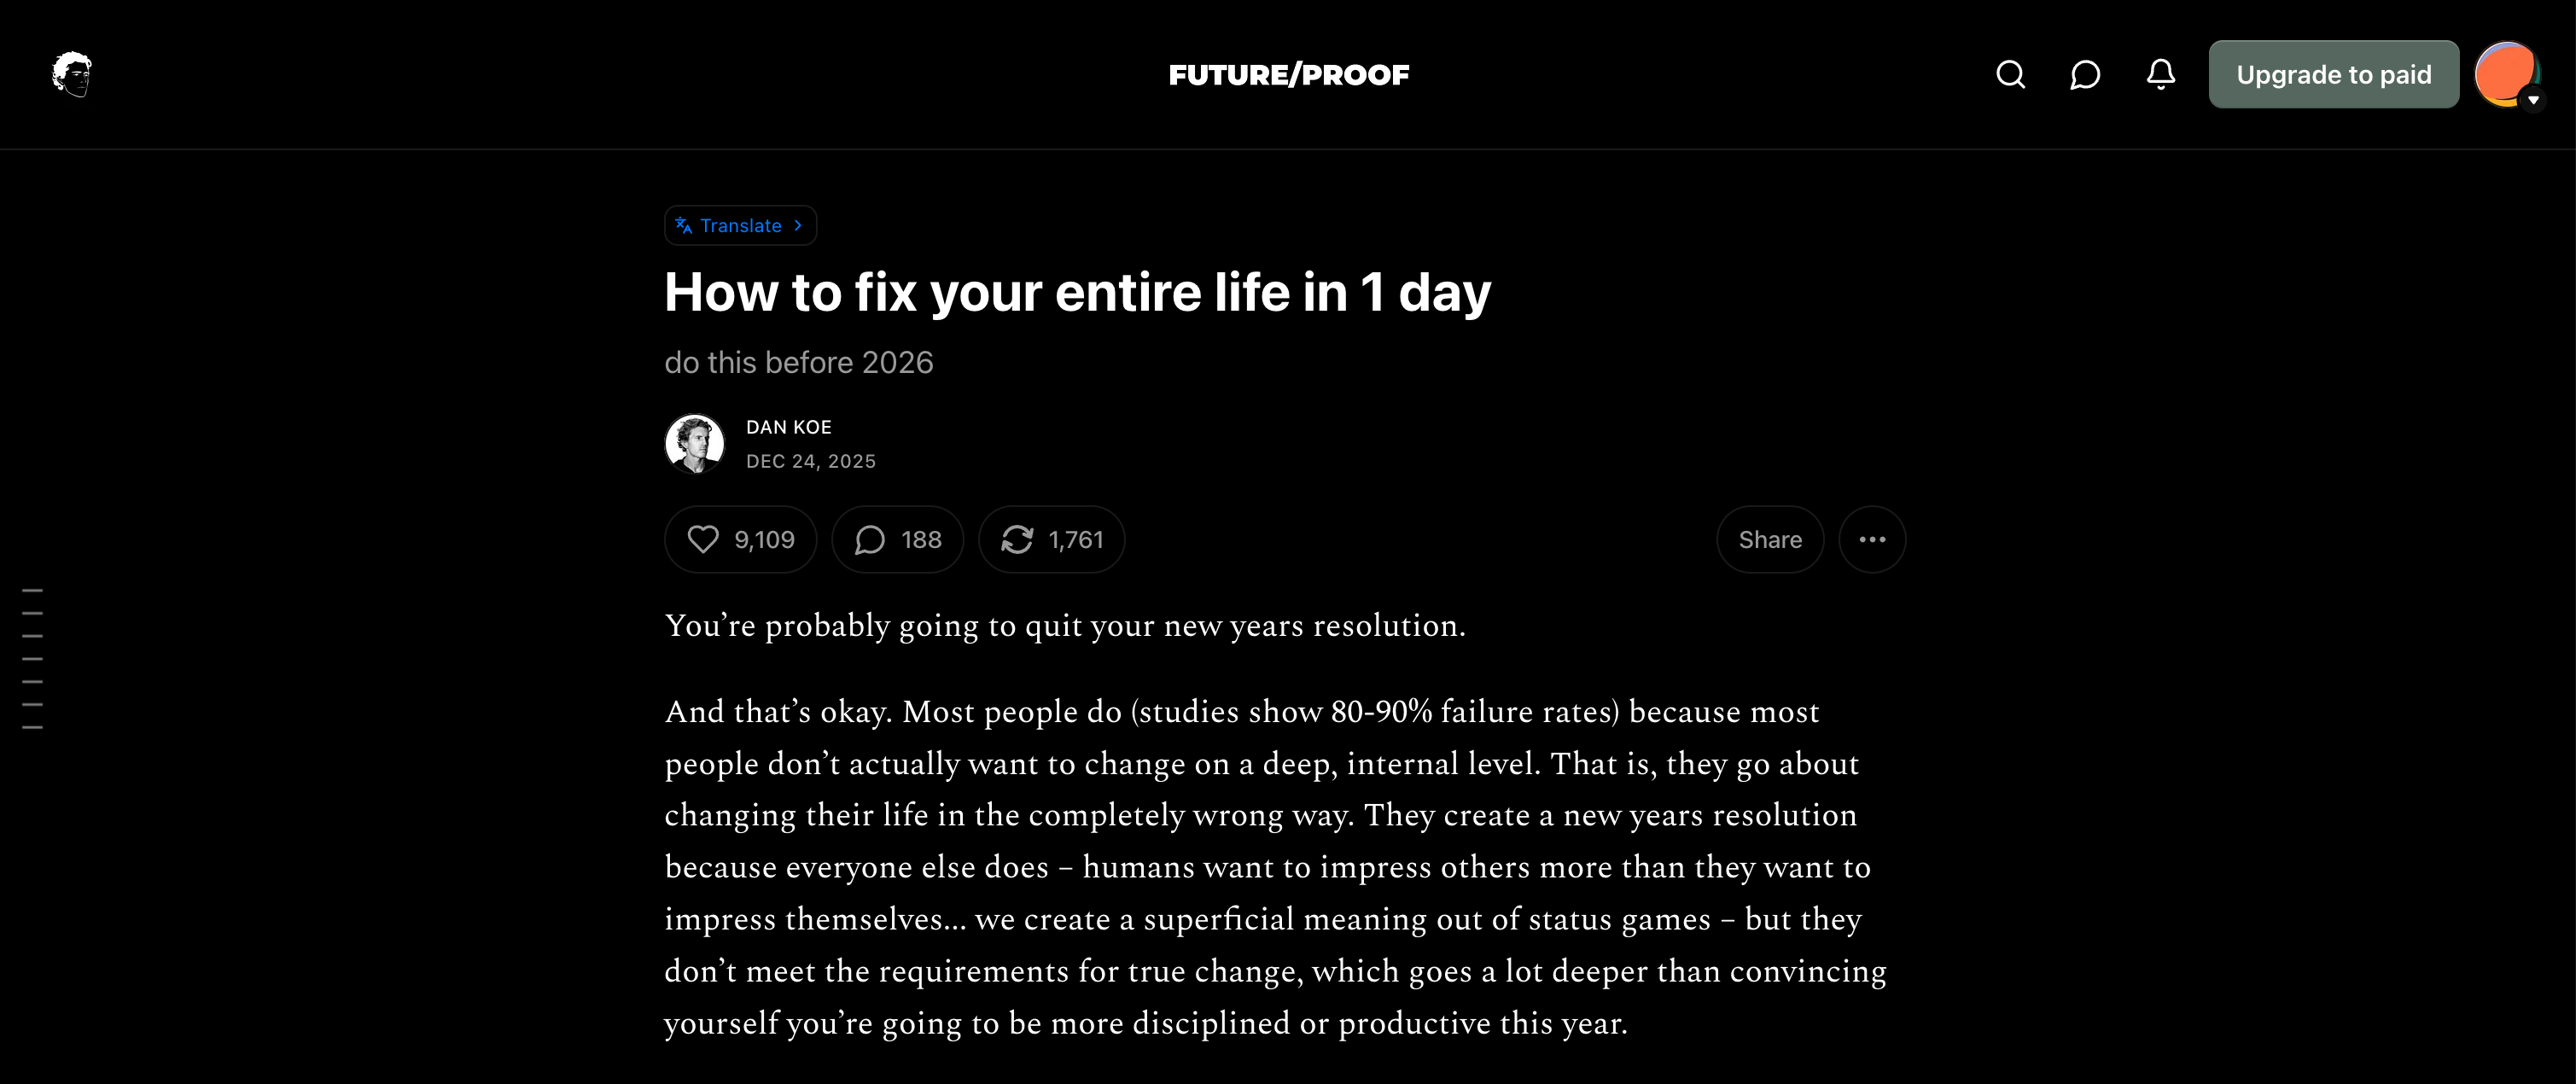 FUTURE/PROOF
Upgrade to paid
Translate
How to fix your entire life in 1 day
do this before 2026
DAN KOE
DEC 24, 2025
9,109
188
1,761
Share
You’re probably going to quit your new years resolution.
And that’s okay. Most people do (studies show 80-90% failure rates) because most
people don’t actually want to change on a deep, internal level. That is, they go about
changing their life in the completely wrong way. They create a new years resolution
because everyone else does – humans want to impress others more than they want to
impress themselves... we create a superficial meaning out of status games – but they
don’t meet the requirements for true change, which goes a lot deeper than convincing
yourself you’re going to be more disciplined or productive this year.